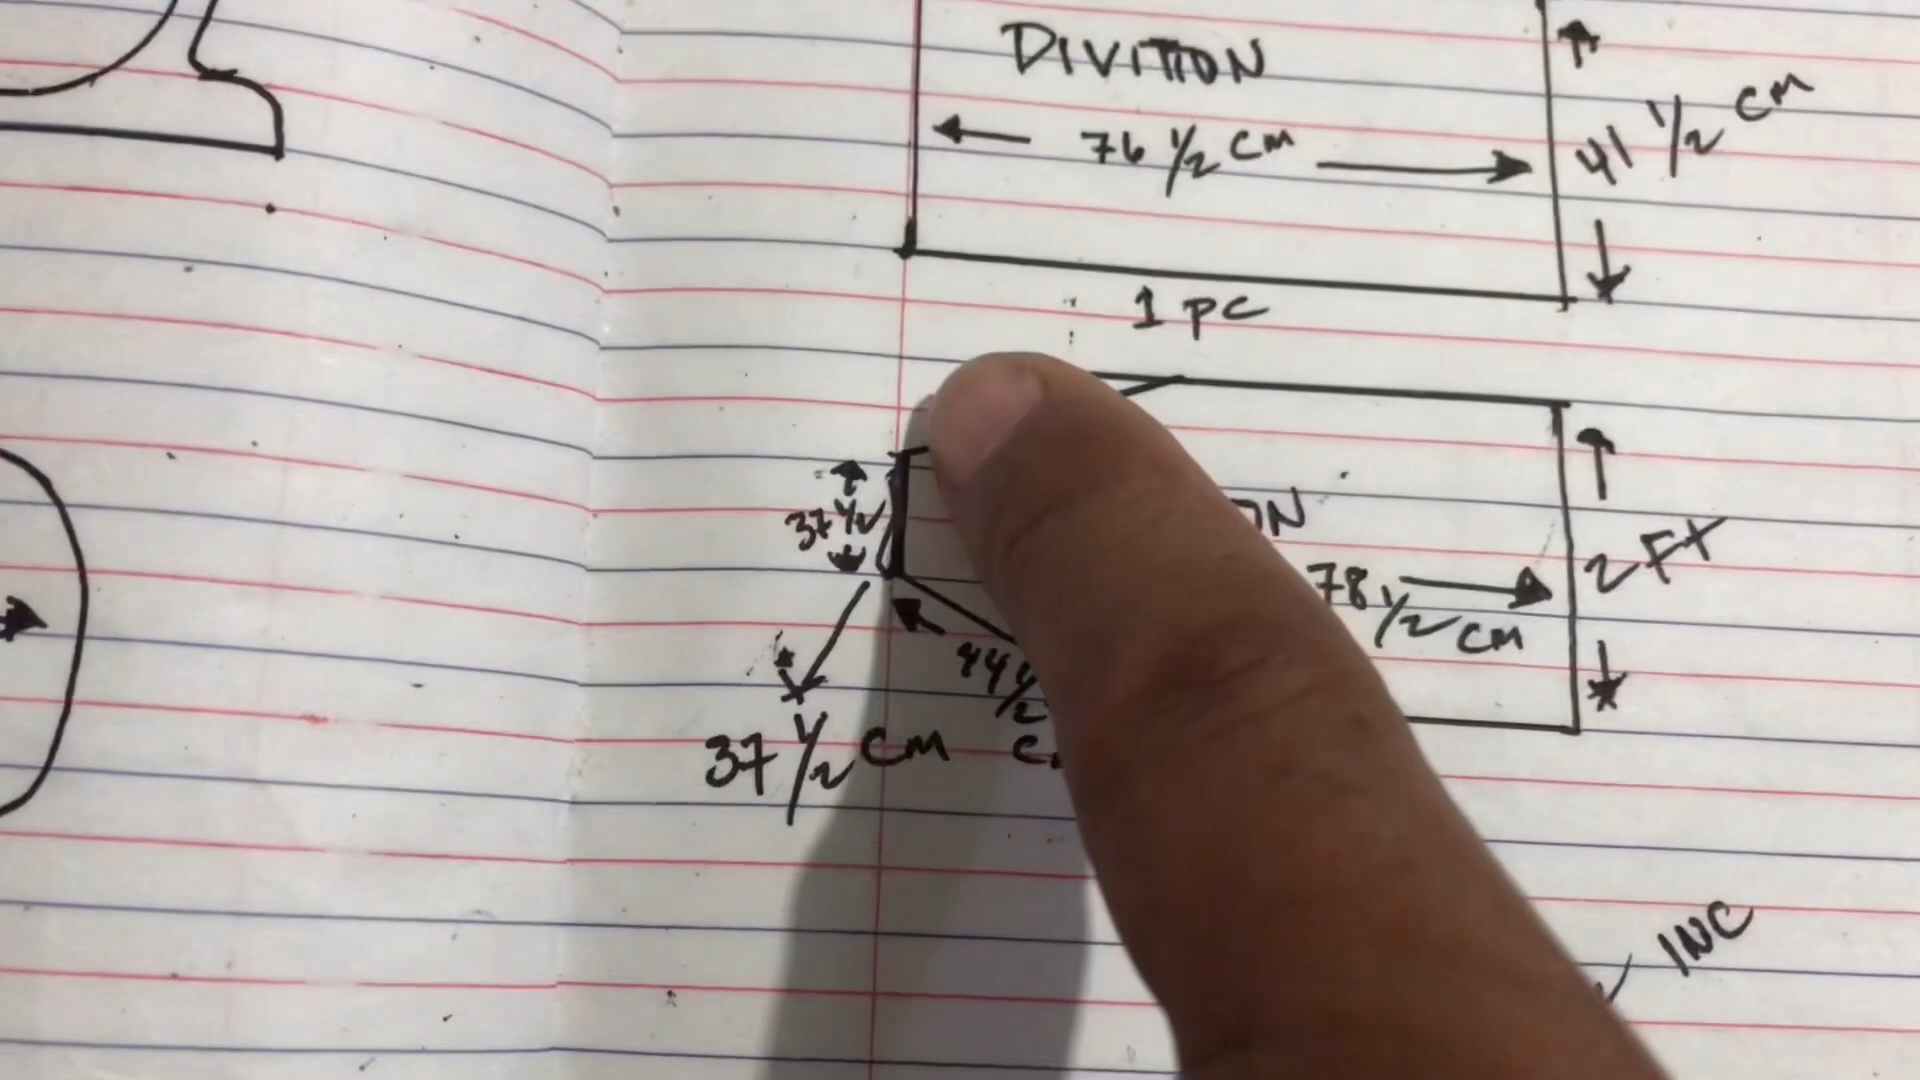 DIVITION
76 1/2 cm
41 1/2 cm
1 pc
37 1/2
78 1/2 cm
2 FT
44 1/2
37 1/2 cm
INC